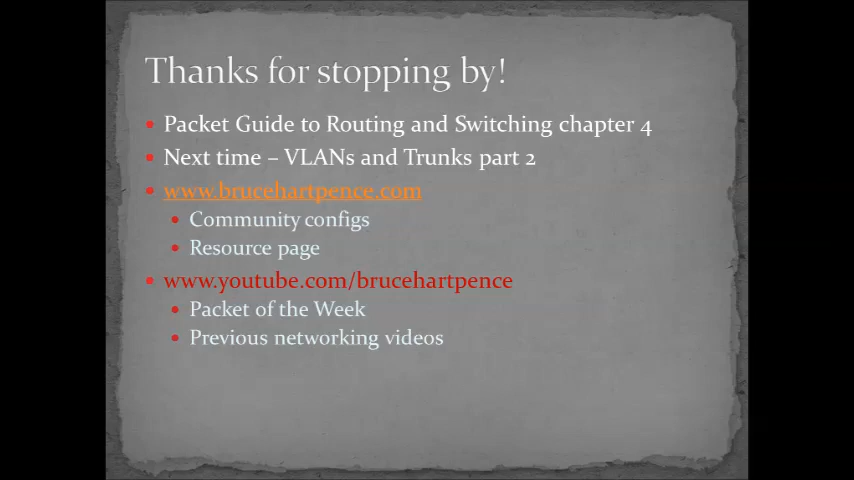 Thanks for stopping by!
Packet Guide to Routing and Switching chapter 4
Next time – VLANs and Trunks part 2
www.brucehartpence.com
Community configs
Resource page
www.youtube.com/brucehartpence
Packet of the Week
Previous networking videos